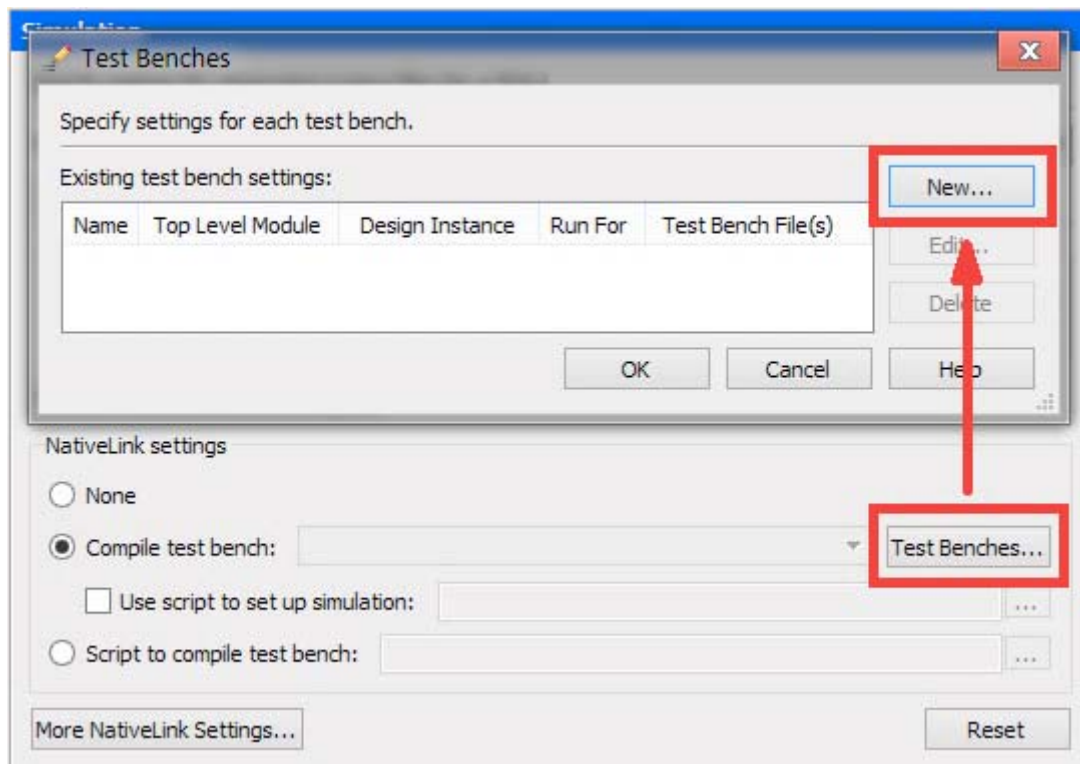 Simulation
Test Benches
Specify settings for each test bench.
Existing test bench settings:
New...
Name Top Level Module Design Instance Run For Test Bench File(s)
Edit...
Delete
OK Cancel Help
NativeLink settings
None
Compile test bench: Test Benches...
Use script to set up simulation: ...
Script to compile test bench: ...
More NativeLink Settings... Reset